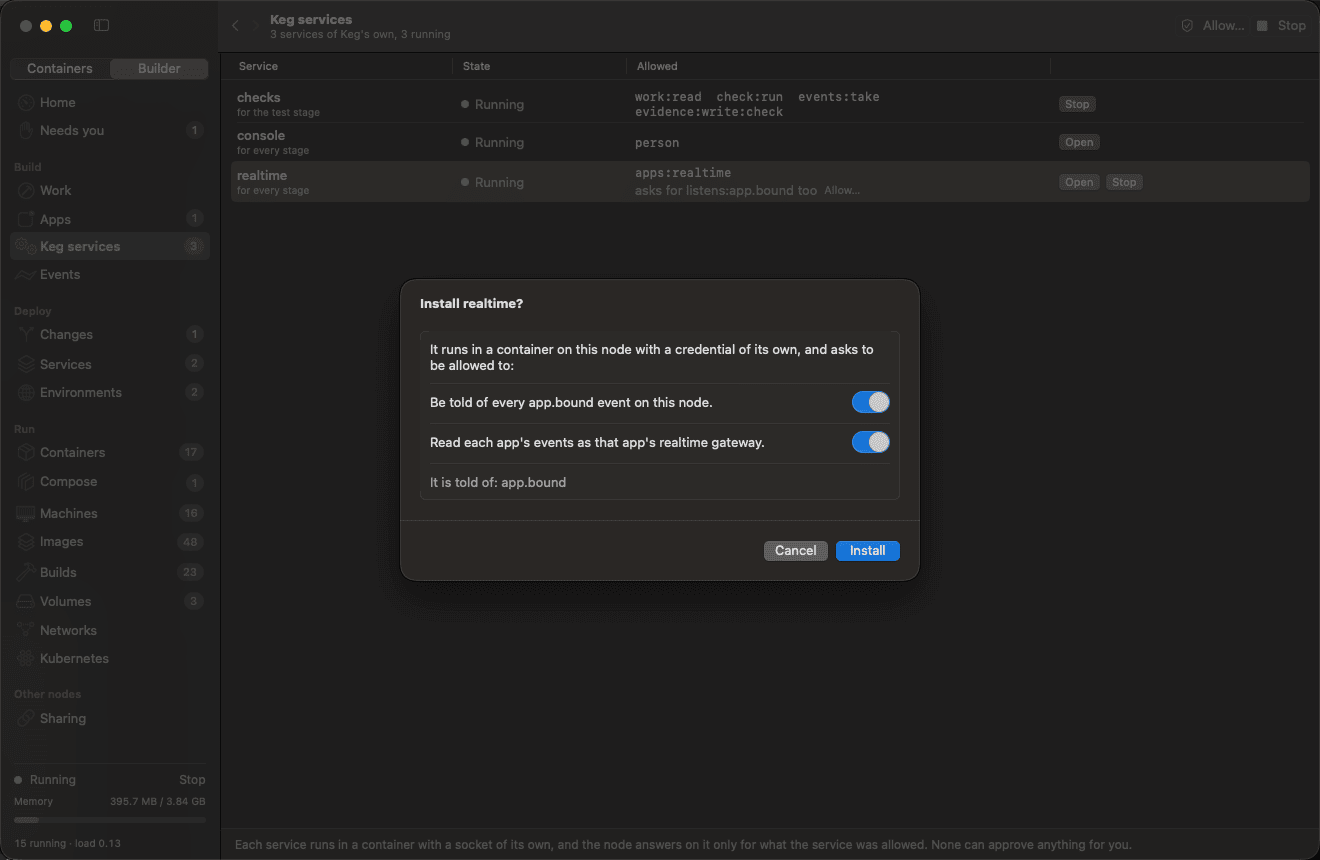 Keg services
3 services of Keg's own, 3 running
Allow...
Stop
Containers
Builder
Home
Needs you 1
Build
Work
Apps 1
Keg services 3
Events
Deploy
Changes 1
Services 2
Environments 2
Run
Containers 17
Compose 1
Machines 16
Images 48
Builds 23
Volumes 3
Networks
Kubernetes
Other nodes
Sharing
Running Stop
Memory 395.7 MB / 3.84 GB
15 running · load 0.13
Service State Allowed
checks
for the test stage
Running
work:read check:run events:take
evidence:write:check
Stop
console
for every stage
Running
person
Open
realtime
for every stage
Running
apps:realtime
asks for listens:app.bound too Allow...
Open Stop
Install realtime?
It runs in a container on this node with a credential of its own, and asks to
be allowed to:
Be told of every app.bound event on this node.
Read each app's events as that app's realtime gateway.
It is told of: app.bound
Cancel Install
Each service runs in a container with a socket of its own, and the node answers on it only for what the service was allowed. None can approve anything for you.